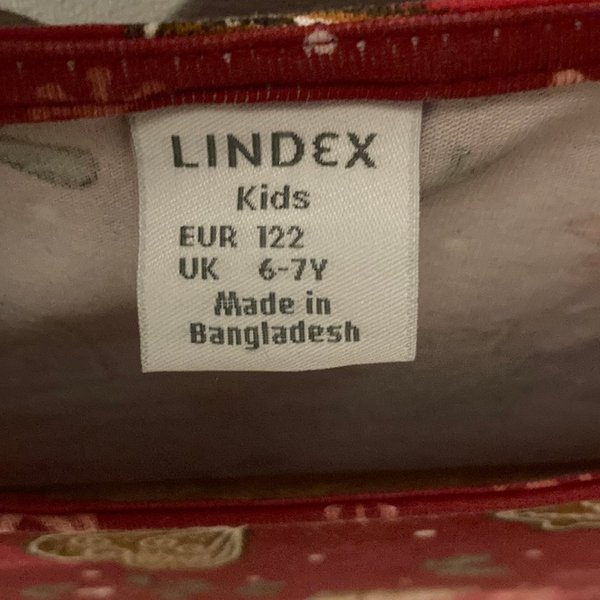 LINDEX
Kids
EUR 122
UK 6-7Y
Made in
Bangladesh